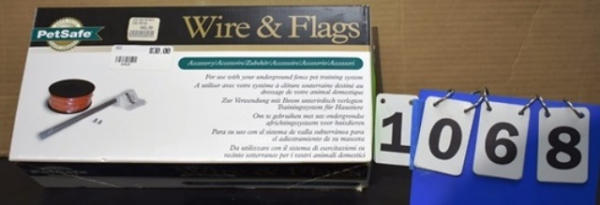 PetSafe
Wire & Flags
Accessory/Accessoire/Zubehör/Accessoire/Accesorio/Accessori
For use with your underground fence pet training system
A utiliser avec votre système à clôture souterraine destiné au
dressage de votre animal domestique
Zur Verwendung mit Ihrem unterirdisch verlegten
Trainingssystem für Haustiere
Om te gebruiken met uw ondergrondse
africhtingssysteem voor huisdieren
Para su uso con el sistema de valla subterránea para
el adiestramiento de su mascota
Da utilizzare con il sistema di esercitazioni su
recinto sotterraneo per i vostri animali domestici
1068